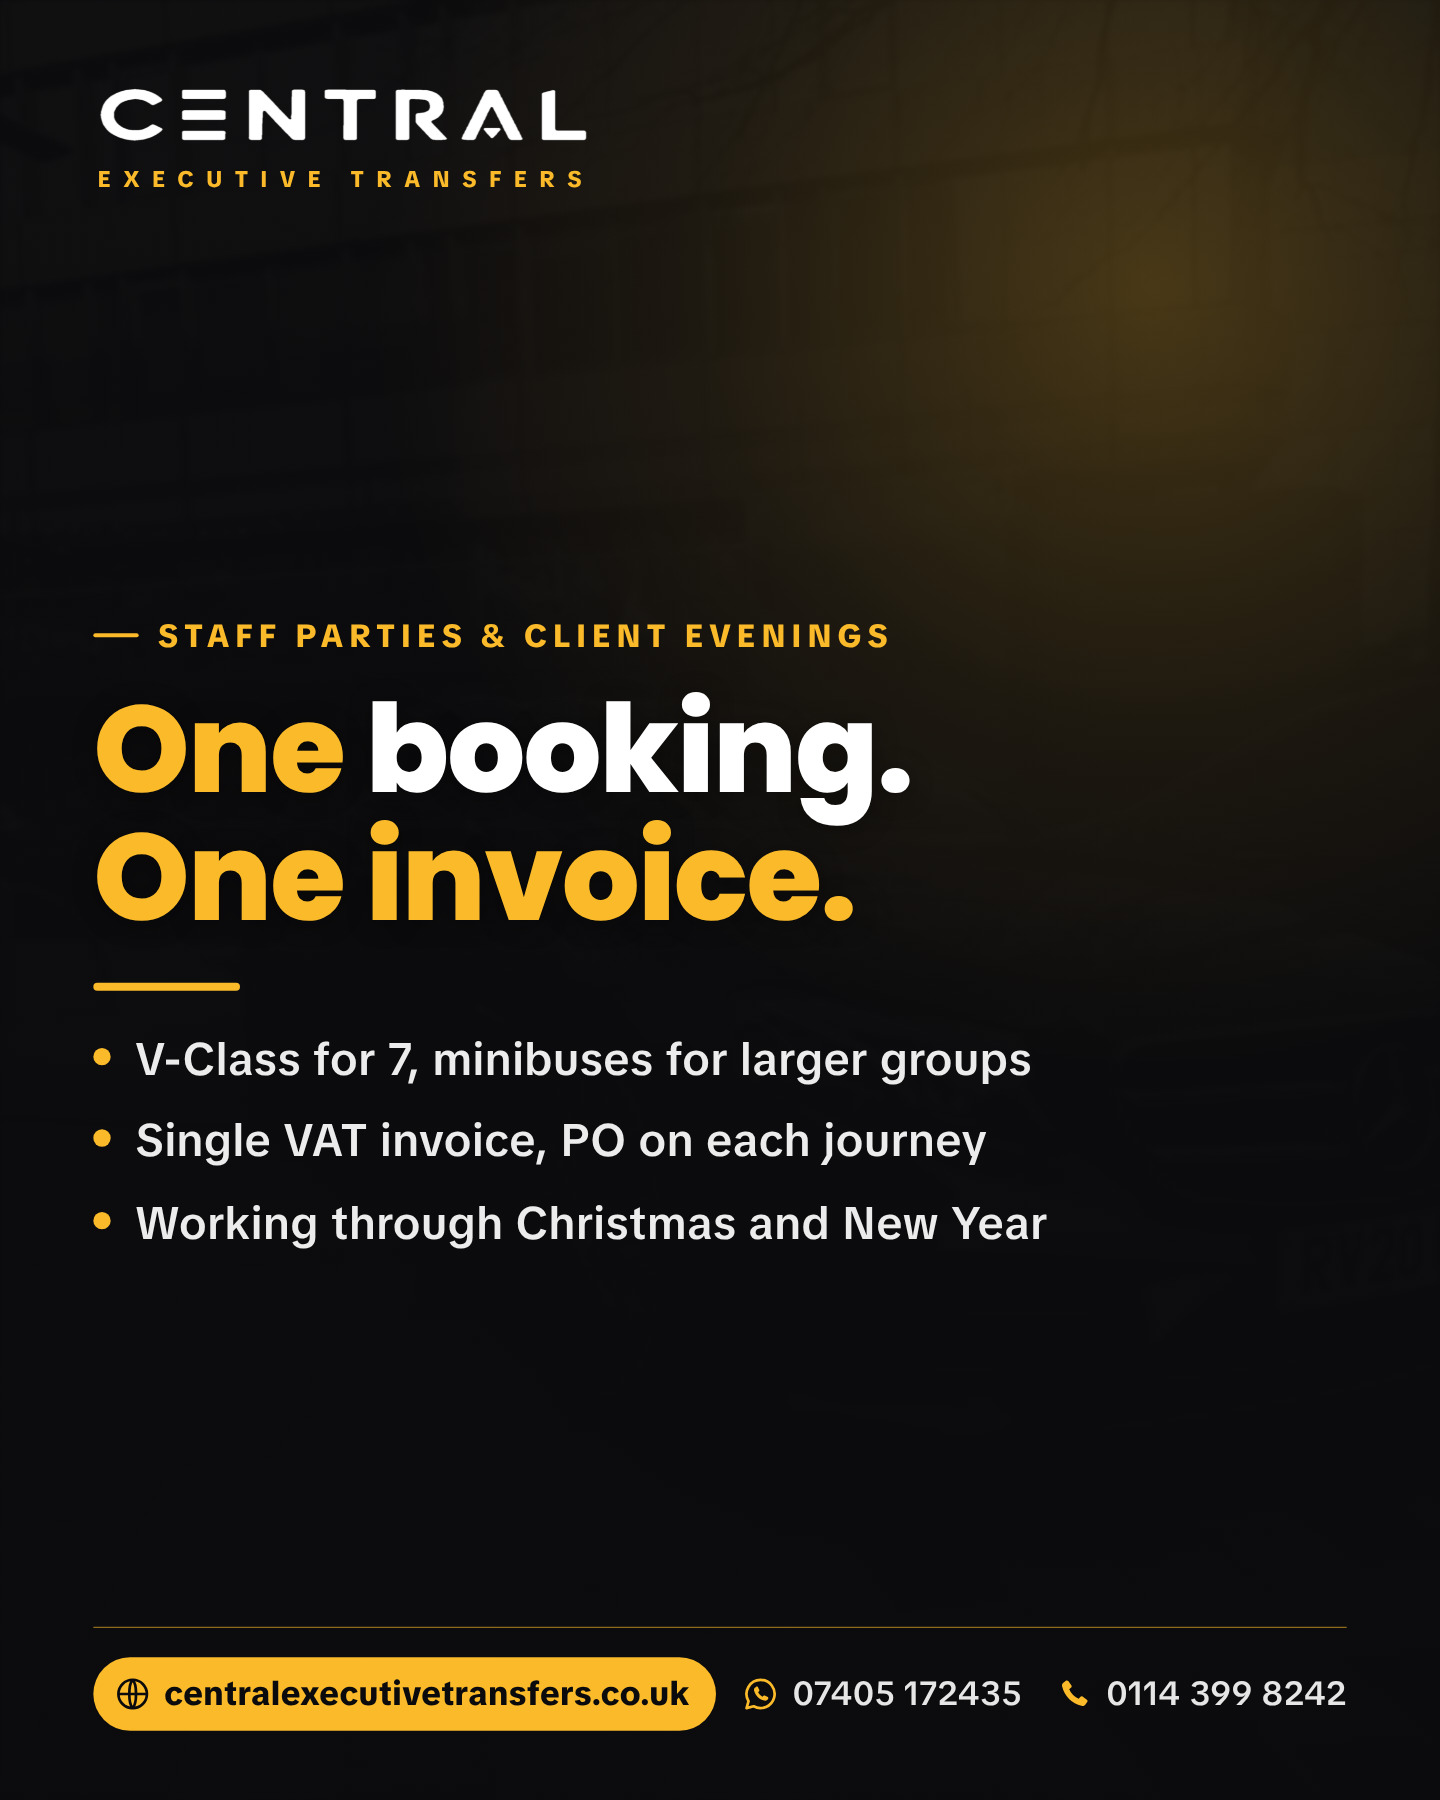 CENTRAL
EXECUTIVE TRANSFERS
— STAFF PARTIES & CLIENT EVENINGS
One booking.
One invoice.
• V-Class for 7, minibuses for larger groups
• Single VAT invoice, PO on each journey
• Working through Christmas and New Year
centralexecutivetransfers.co.uk 07405 172435 0114 399 8242